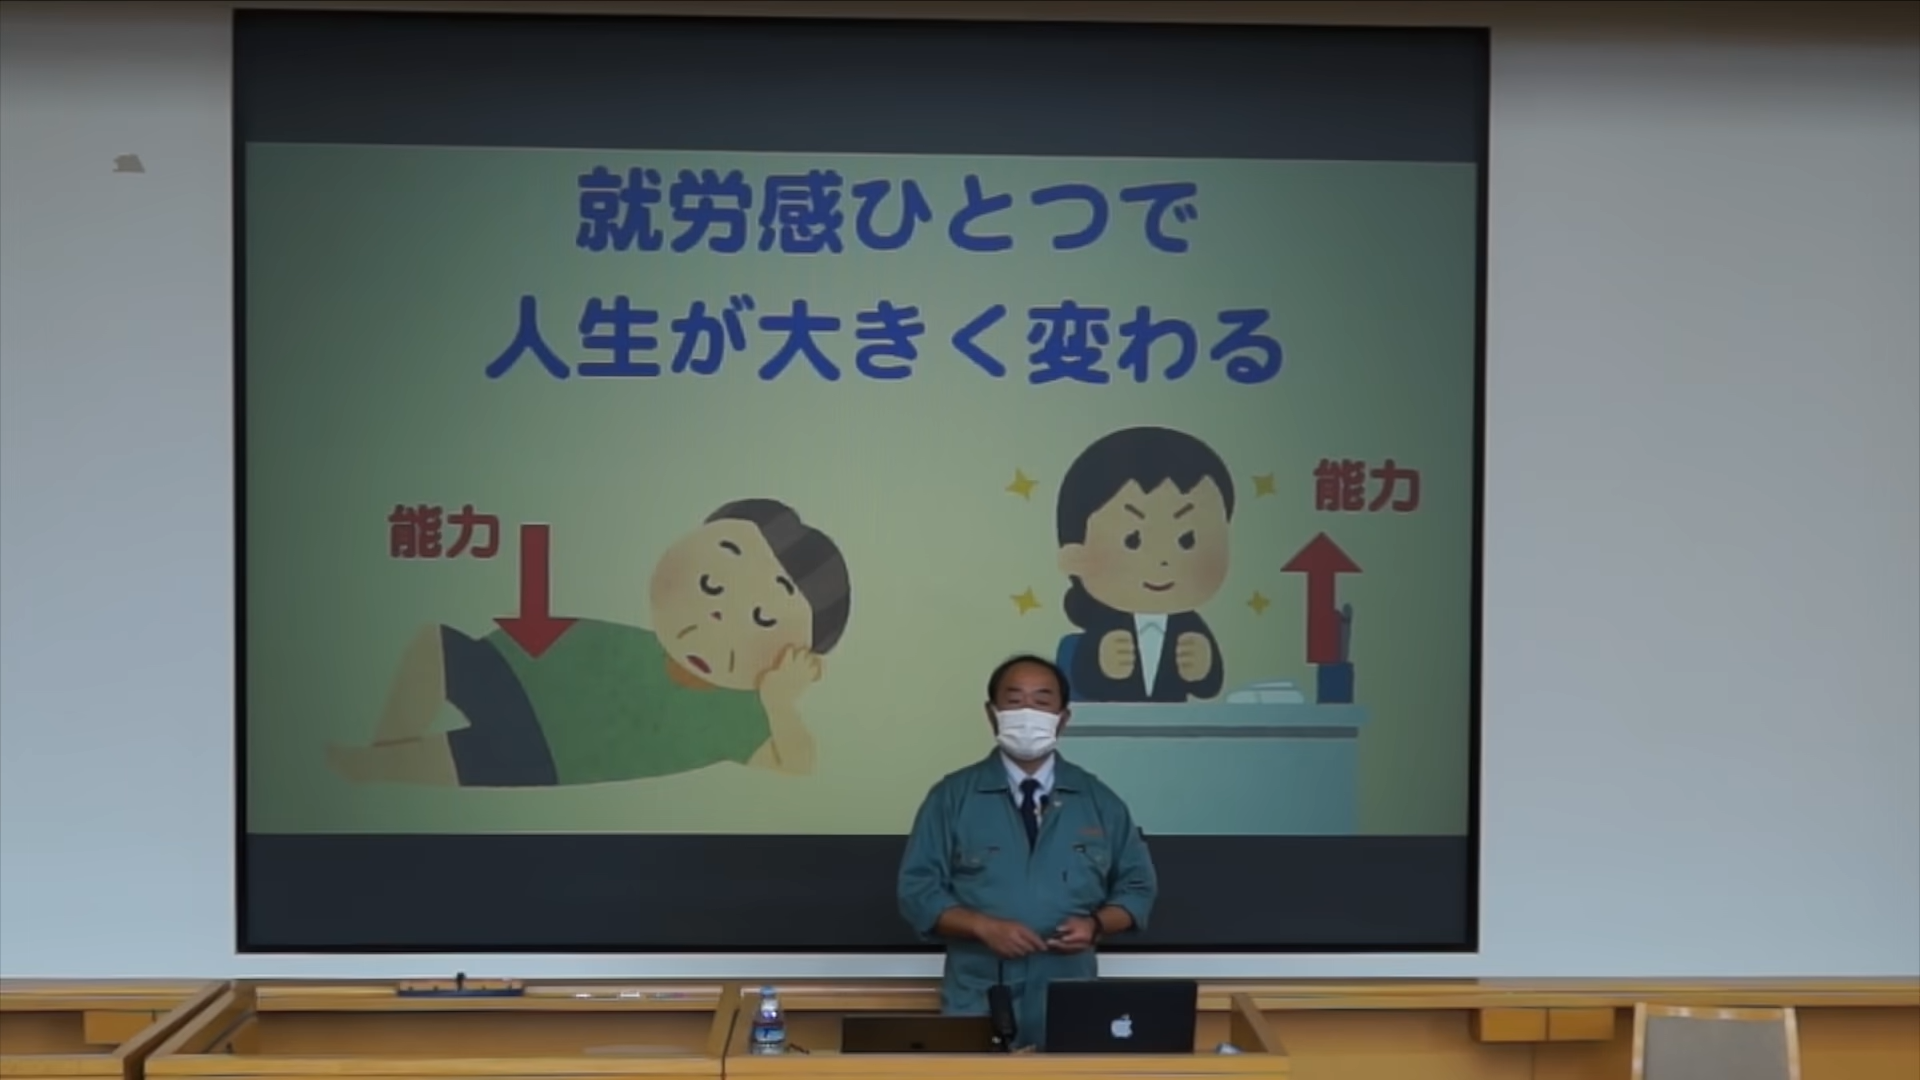 就労感ひとつで
人生が大きく変わる
能力
能力